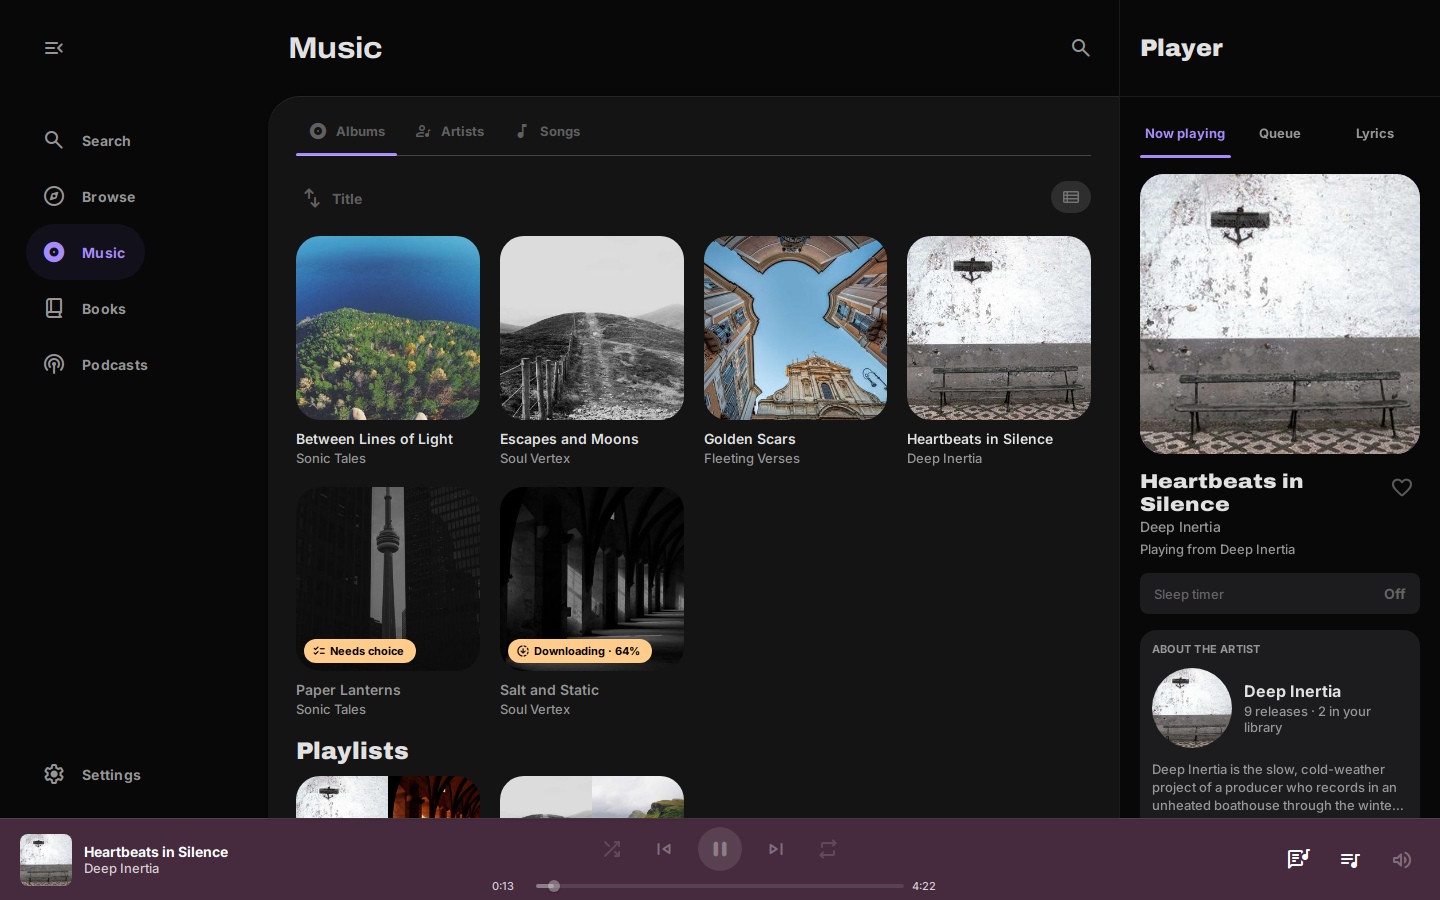 Music
Player
Search
Browse
Music
Books
Podcasts
Settings
Albums
Artists
Songs
Title
Between Lines of Light
Sonic Tales
Escapes and Moons
Soul Vertex
Golden Scars
Fleeting Verses
Heartbeats in Silence
Deep Inertia
Needs choice
Paper Lanterns
Sonic Tales
Downloading · 64%
Salt and Static
Soul Vertex
Playlists
Now playing
Queue
Lyrics
Heartbeats in
Silence
Deep Inertia
Playing from Deep Inertia
Sleep timer
Off
ABOUT THE ARTIST
Deep Inertia
9 releases · 2 in your
library
Deep Inertia is the slow, cold-weather
project of a producer who records in an
unheated boathouse through the winte...
Heartbeats in Silence
Deep Inertia
0:13
4:22